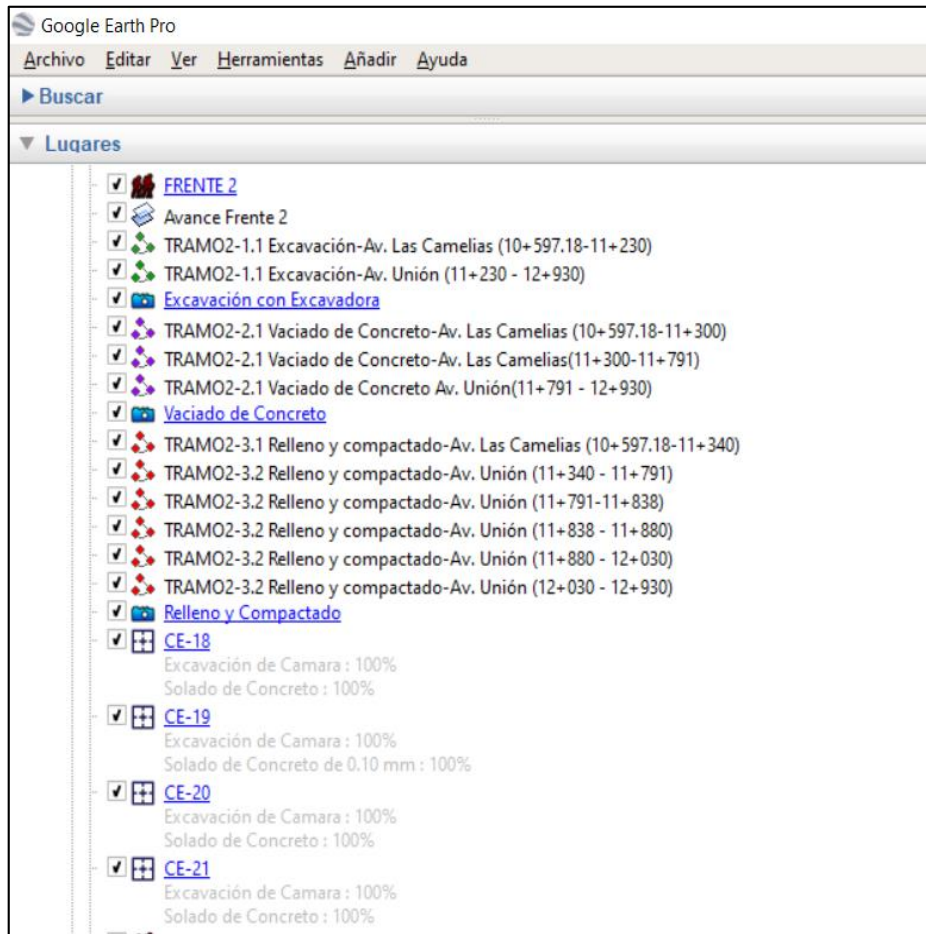 Google Earth Pro
Archivo Editar Ver Herramientas Añadir Ayuda
Buscar
Lugares
FRENTE 2
Avance Frente 2
TRAMO2-1.1 Excavación-Av. Las Camelias (10+597.18-11+230)
TRAMO2-1.1 Excavación-Av. Unión (11+230 - 12+930)
Excavación con Excavadora
TRAMO2-2.1 Vaciado de Concreto-Av. Las Camelias (10+597.18-11+300)
TRAMO2-2.1 Vaciado de Concreto-Av. Las Camelias(11+300-11+791)
TRAMO2-2.1 Vaciado de Concreto Av. Unión(11+791 - 12+930)
Vaciado de Concreto
TRAMO2-3.1 Relleno y compactado-Av. Las Camelias (10+597.18-11+340)
TRAMO2-3.2 Relleno y compactado-Av. Unión (11+340 - 11+791)
TRAMO2-3.2 Relleno y compactado-Av. Unión (11+791-11+838)
TRAMO2-3.2 Relleno y compactado-Av. Unión (11+838 - 11+880)
TRAMO2-3.2 Relleno y compactado-Av. Unión (11+880 - 12+030)
TRAMO2-3.2 Relleno y compactado-Av. Unión (12+030 - 12+930)
Relleno y Compactado
CE-18
Excavación de Camara : 100%
Solado de Concreto : 100%
CE-19
Excavación de Camara : 100%
Solado de Concreto de 0.10 mm : 100%
CE-20
Excavación de Camara : 100%
Solado de Concreto : 100%
CE-21
Excavación de Camara : 100%
Solado de Concreto : 100%